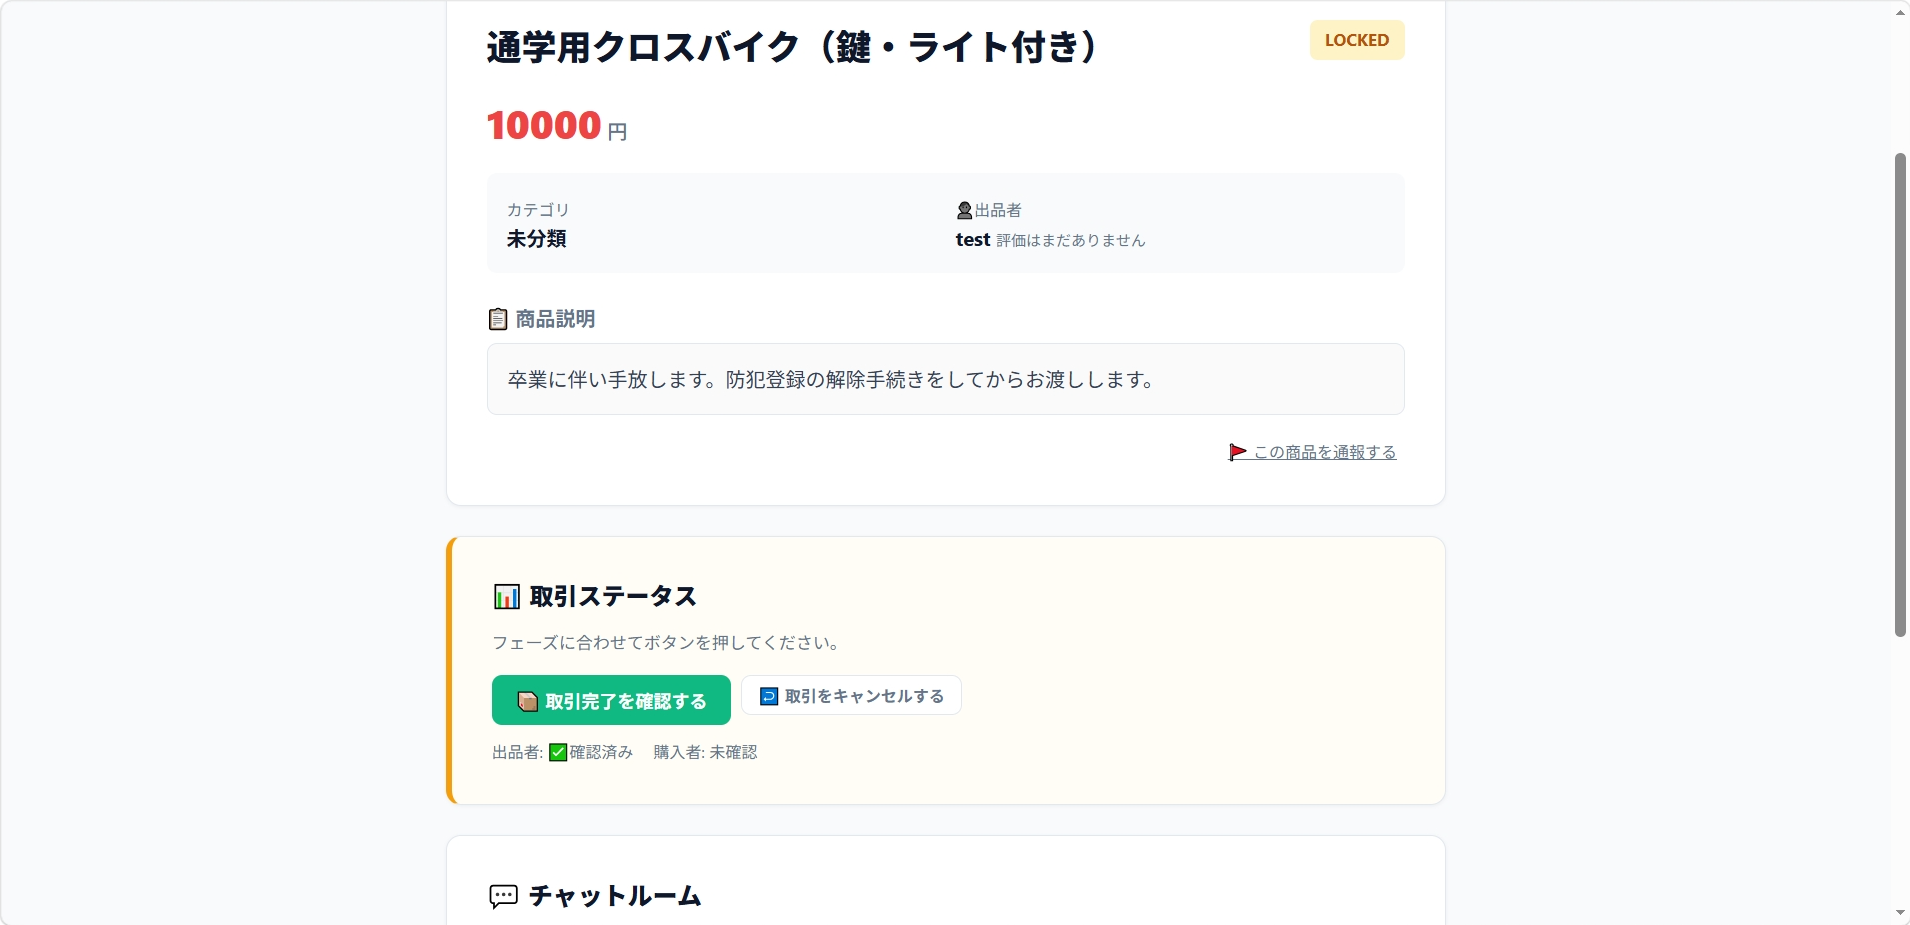 通学用クロスバイク（鍵・ライト付き）
LOCKED
10000 円
カテゴリ
未分類
出品者
test 評価はまだありません
商品説明
卒業に伴い手放します。防犯登録の解除手続きをしてからお渡しします。
この商品を通報する
取引ステータス
フェーズに合わせてボタンを押してください。
取引完了を確認する
取引をキャンセルする
出品者: ✅確認済み 購入者: 未確認
チャットルーム